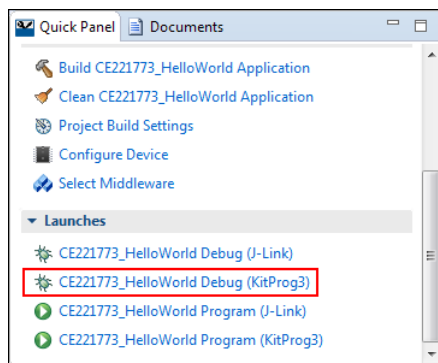 Quick Panel Documents
Build CE221773_HelloWorld Application
Clean CE221773_HelloWorld Application
Project Build Settings
Configure Device
Select Middleware
Launches
CE221773_HelloWorld Debug (J-Link)
CE221773_HelloWorld Debug (KitProg3)
CE221773_HelloWorld Program (J-Link)
CE221773_HelloWorld Program (KitProg3)